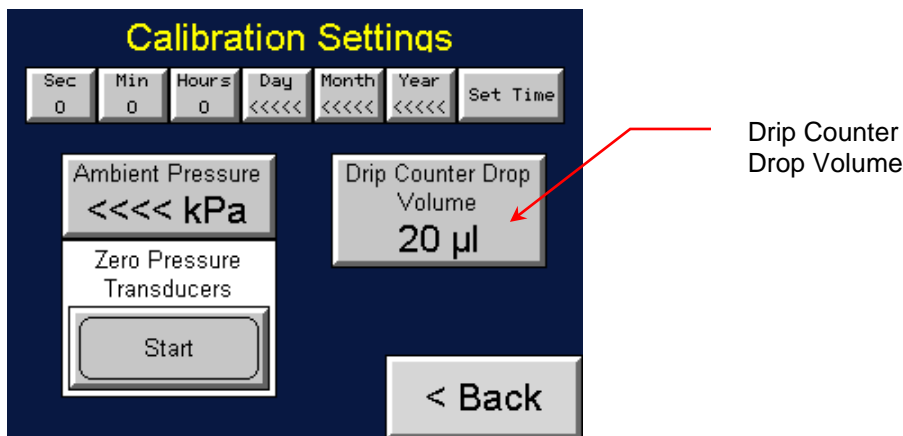 Calibration Settings
Sec Min Hours Day Month Year Set Time
0 0 0 <<<<< <<<<< <<<<<
Ambient Pressure
<<<< kPa
Zero Pressure
Transducers
Start
Drip Counter Drop
Volume
20 µl
< Back
Drip Counter
Drop Volume